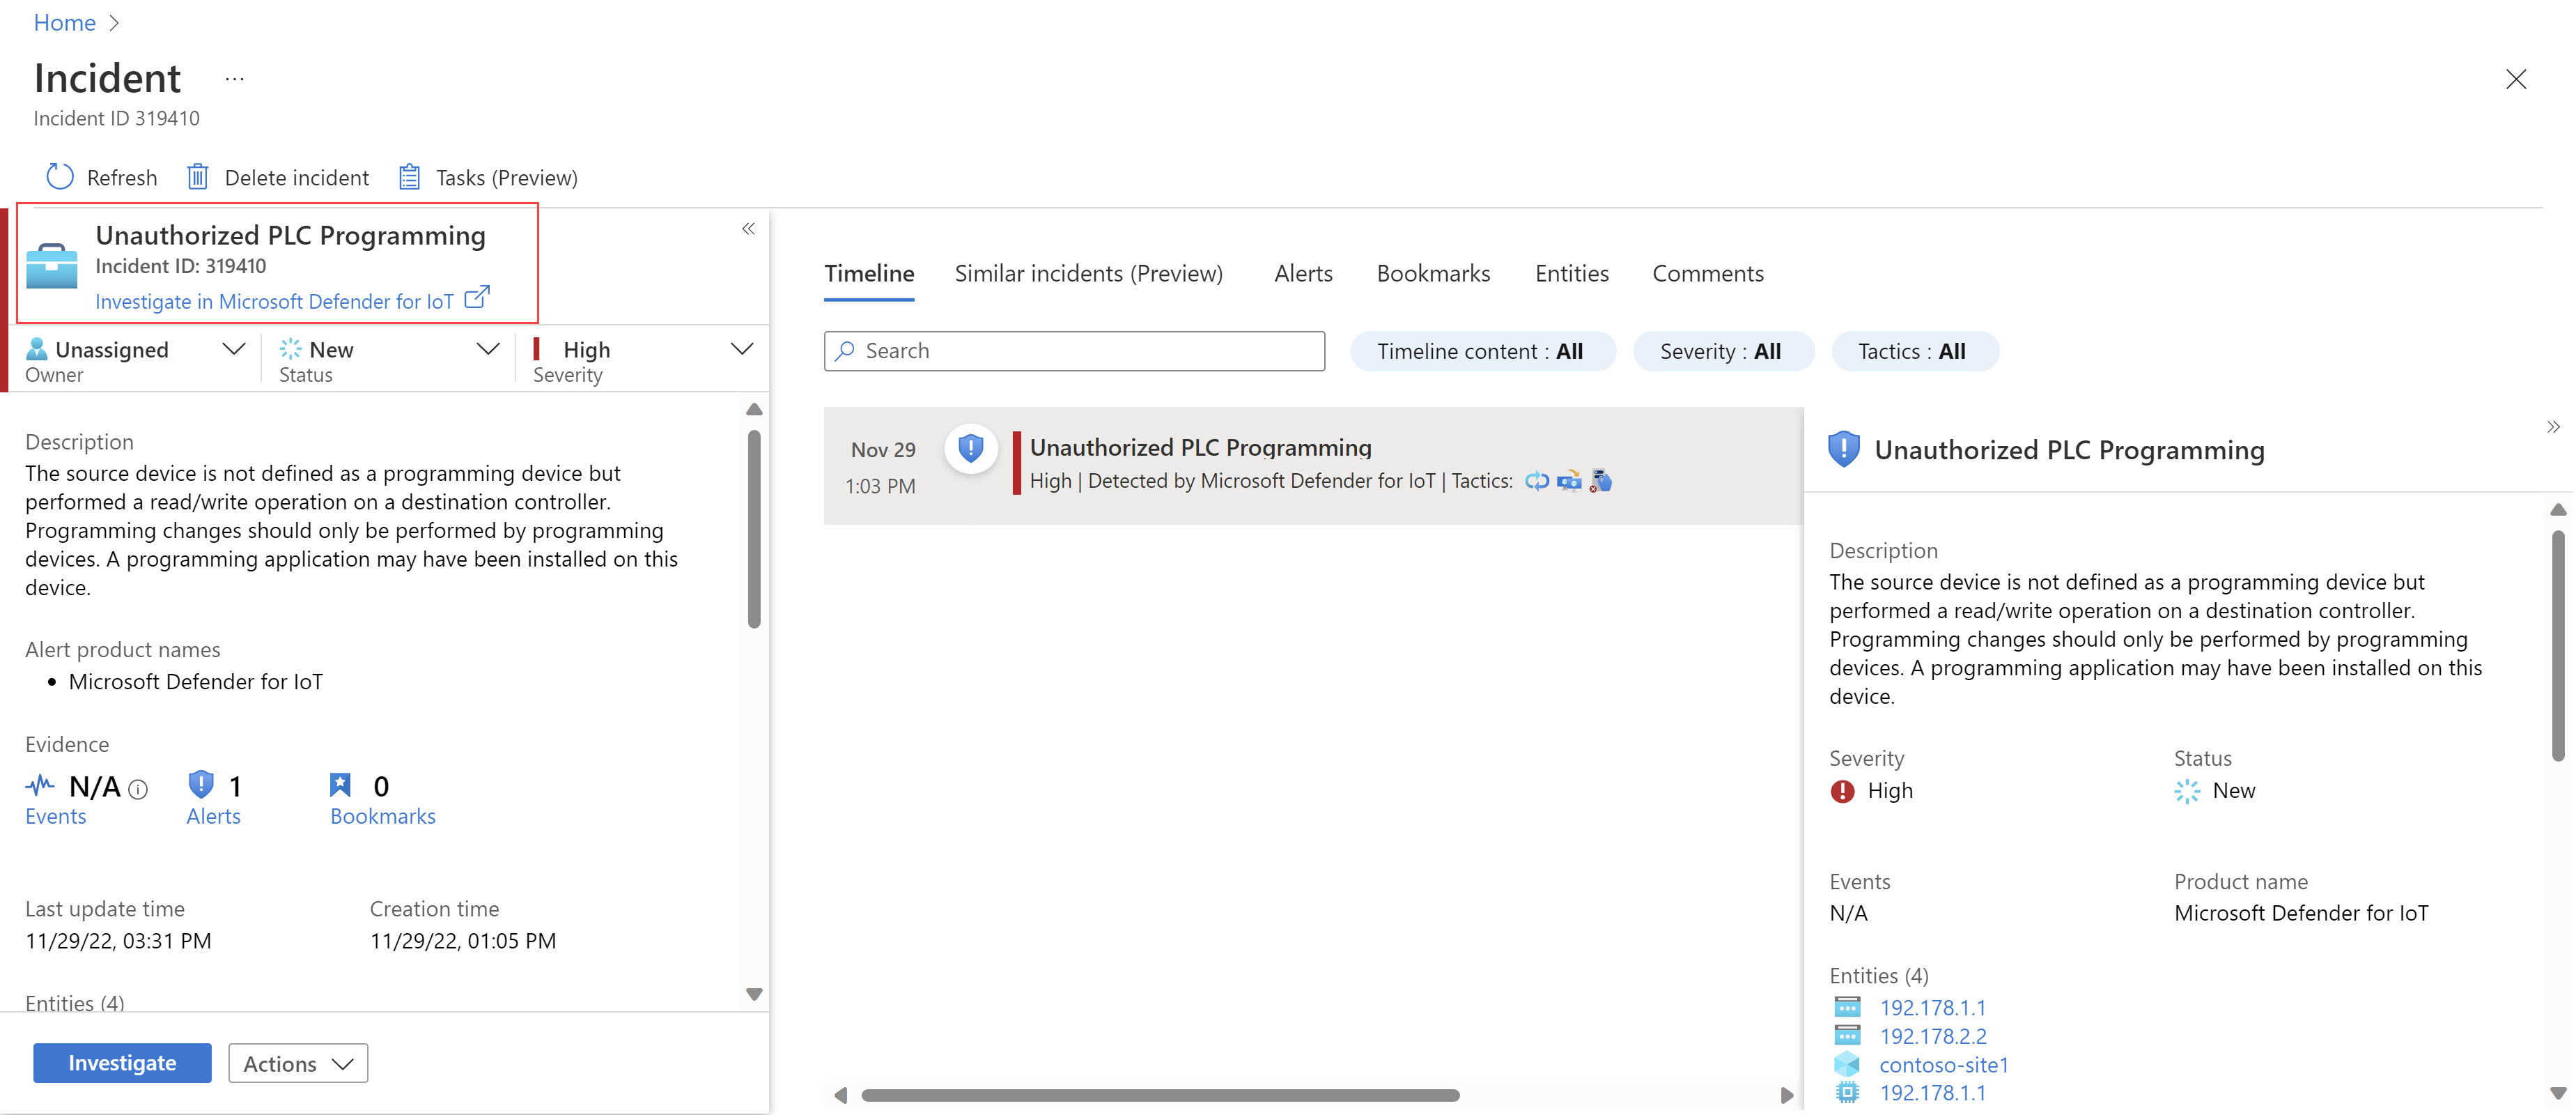 Home
Incident ...
Incident ID 319410
Refresh Delete incident Tasks (Preview)
Unauthorized PLC Programming
Incident ID: 319410
Investigate in Microsoft Defender for IoT
Unassigned
Owner
New
Status
High
Severity
Description
The source device is not defined as a programming device but
performed a read/write operation on a destination controller.
Programming changes should only be performed by programming
devices. A programming application may have been installed on this
device.
Alert product names
• Microsoft Defender for IoT
Evidence
N/A
Events
1
Alerts
0
Bookmarks
Last update time
11/29/22, 03:31 PM
Creation time
11/29/22, 01:05 PM
Entities (4)
Investigate Actions
Timeline Similar incidents (Preview) Alerts Bookmarks Entities Comments
Search
Timeline content : All Severity : All Tactics : All
Nov 29
1:03 PM
Unauthorized PLC Programming
High | Detected by Microsoft Defender for IoT | Tactics:
Unauthorized PLC Programming
Description
The source device is not defined as a programming device but
performed a read/write operation on a destination controller.
Programming changes should only be performed by programming
devices. A programming application may have been installed on this
device.
Severity
High
Status
New
Events
N/A
Product name
Microsoft Defender for IoT
Entities (4)
192.178.1.1
192.178.2.2
contoso-site1
192.178.1.1